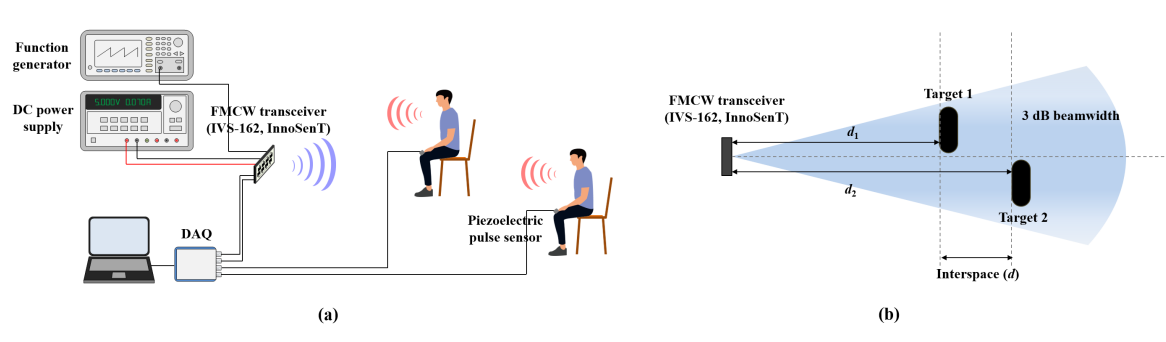 Function
generator
DC power
supply
5.000V 0.070A
FMCW transceiver
(IVS-162, InnoSenT)
DAQ
Piezoelectric
pulse sensor
(a)
FMCW transceiver
(IVS-162, InnoSenT)
Target 1
3 dB beamwidth
d1
d2
Target 2
Interspace (d)
(b)